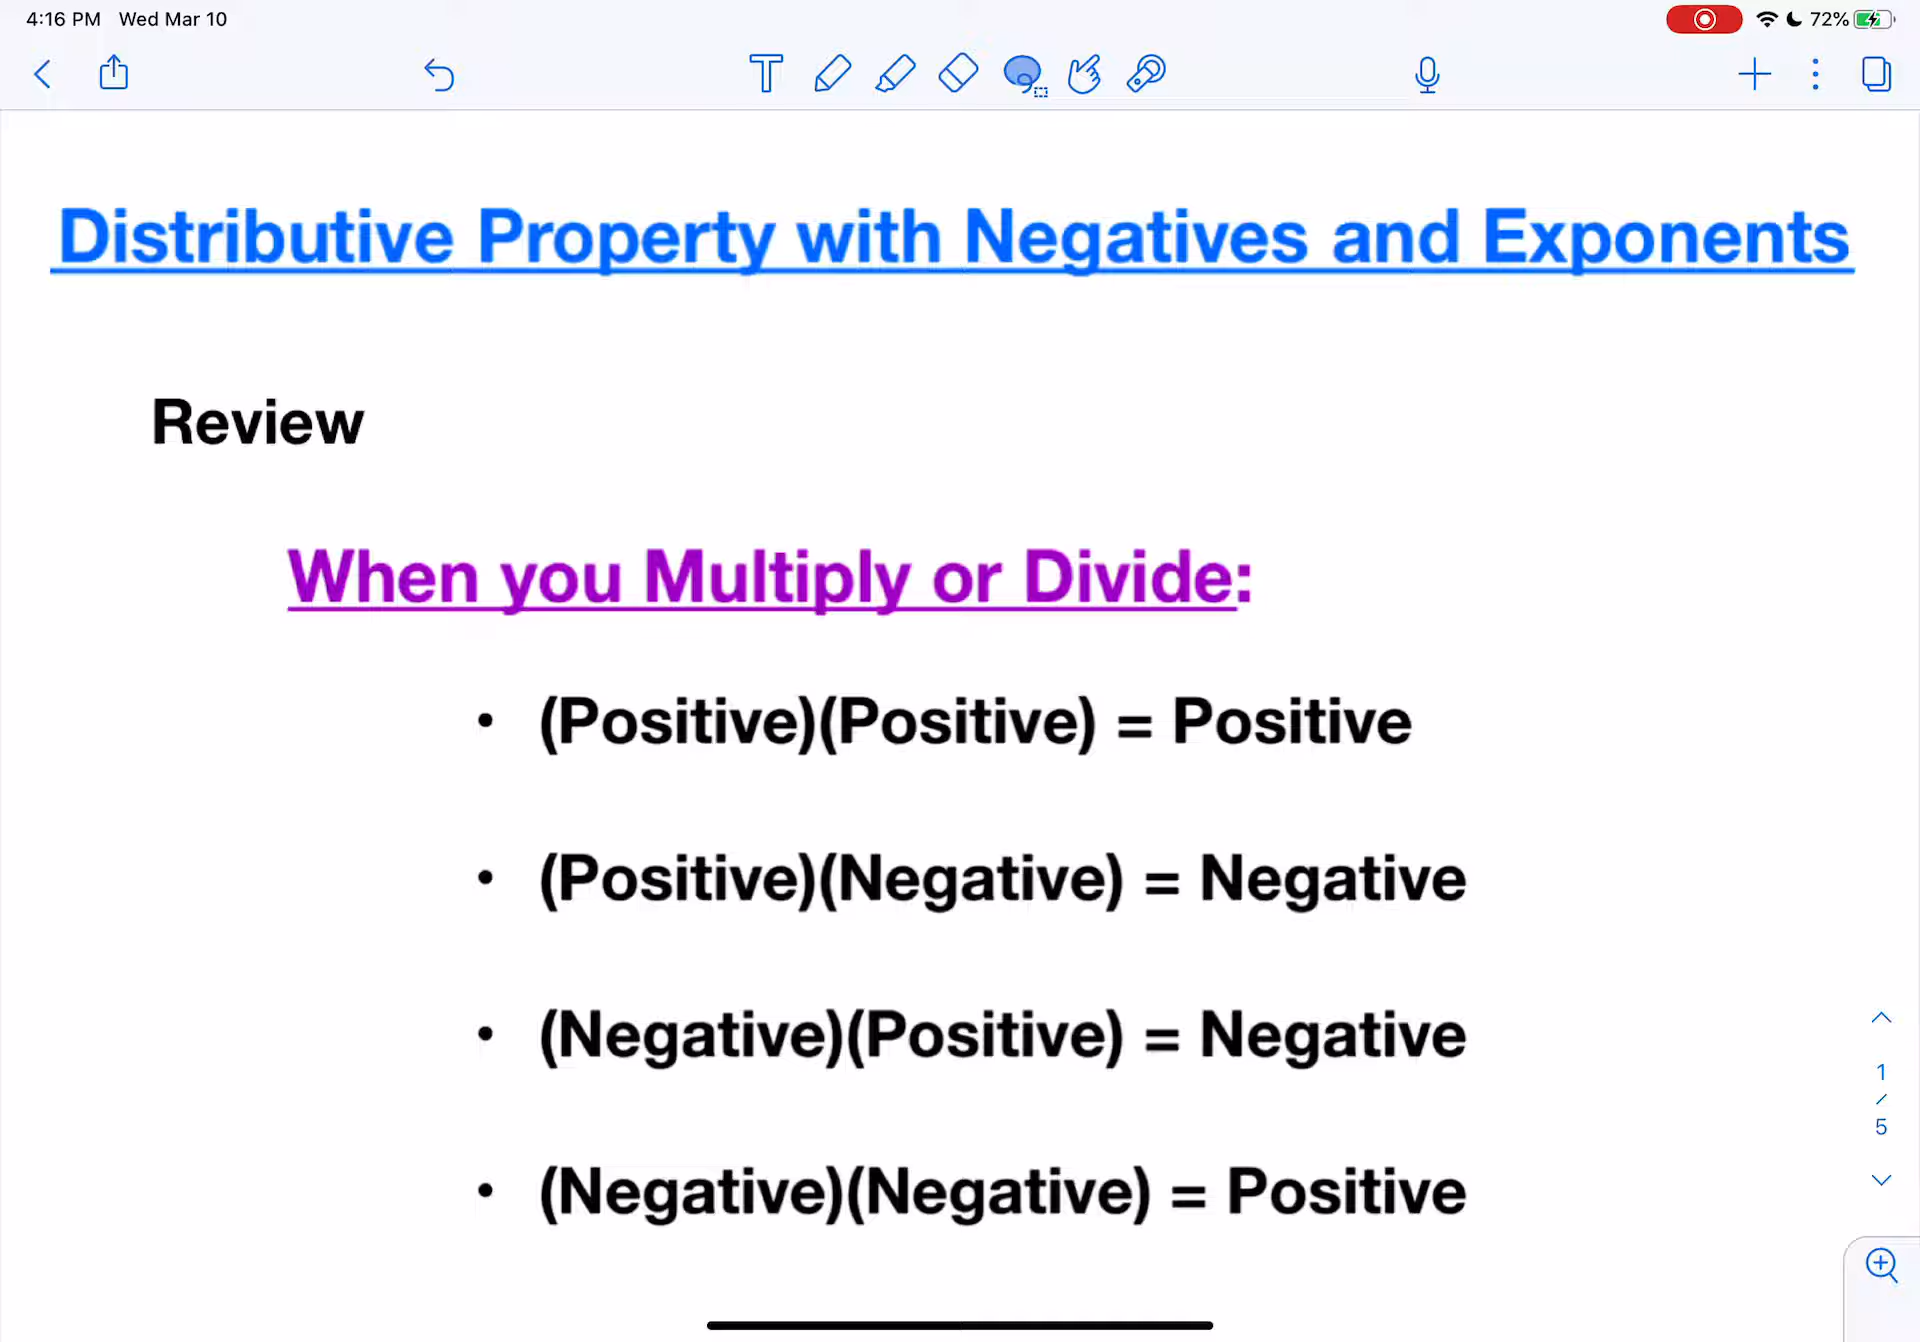 4:16 PM Wed Mar 10 72%
T
Distributive Property with Negatives and Exponents
Review
When you Multiply or Divide:
• (Positive)(Positive) = Positive
• (Positive)(Negative) = Negative
• (Negative)(Positive) = Negative
• (Negative)(Negative) = Positive
1
/
5